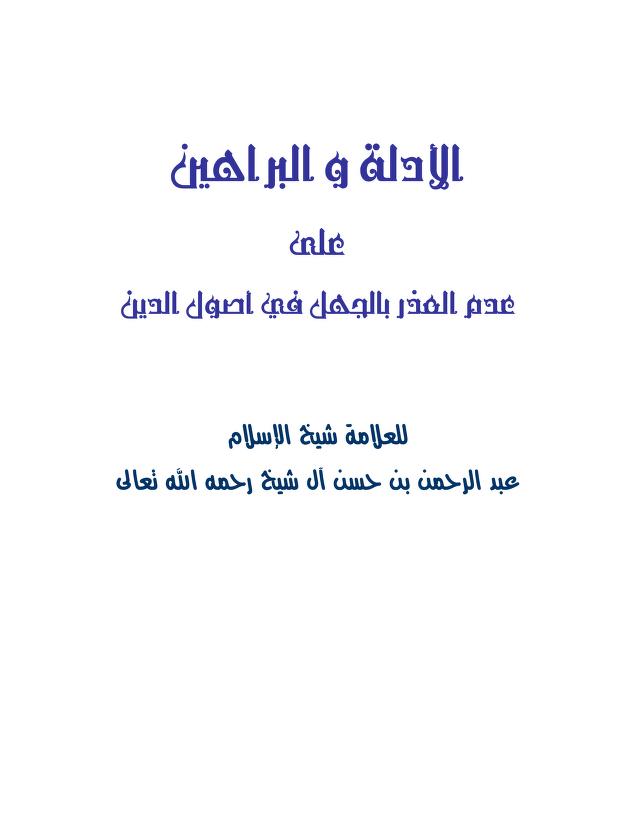 الأدلة و البراهين
على
عدم العذر بالجهل في أصول الدين
للعلامة شيخ الإسلام
عبد الرحمن بن حسن آل شيخ رحمه الله تعالى